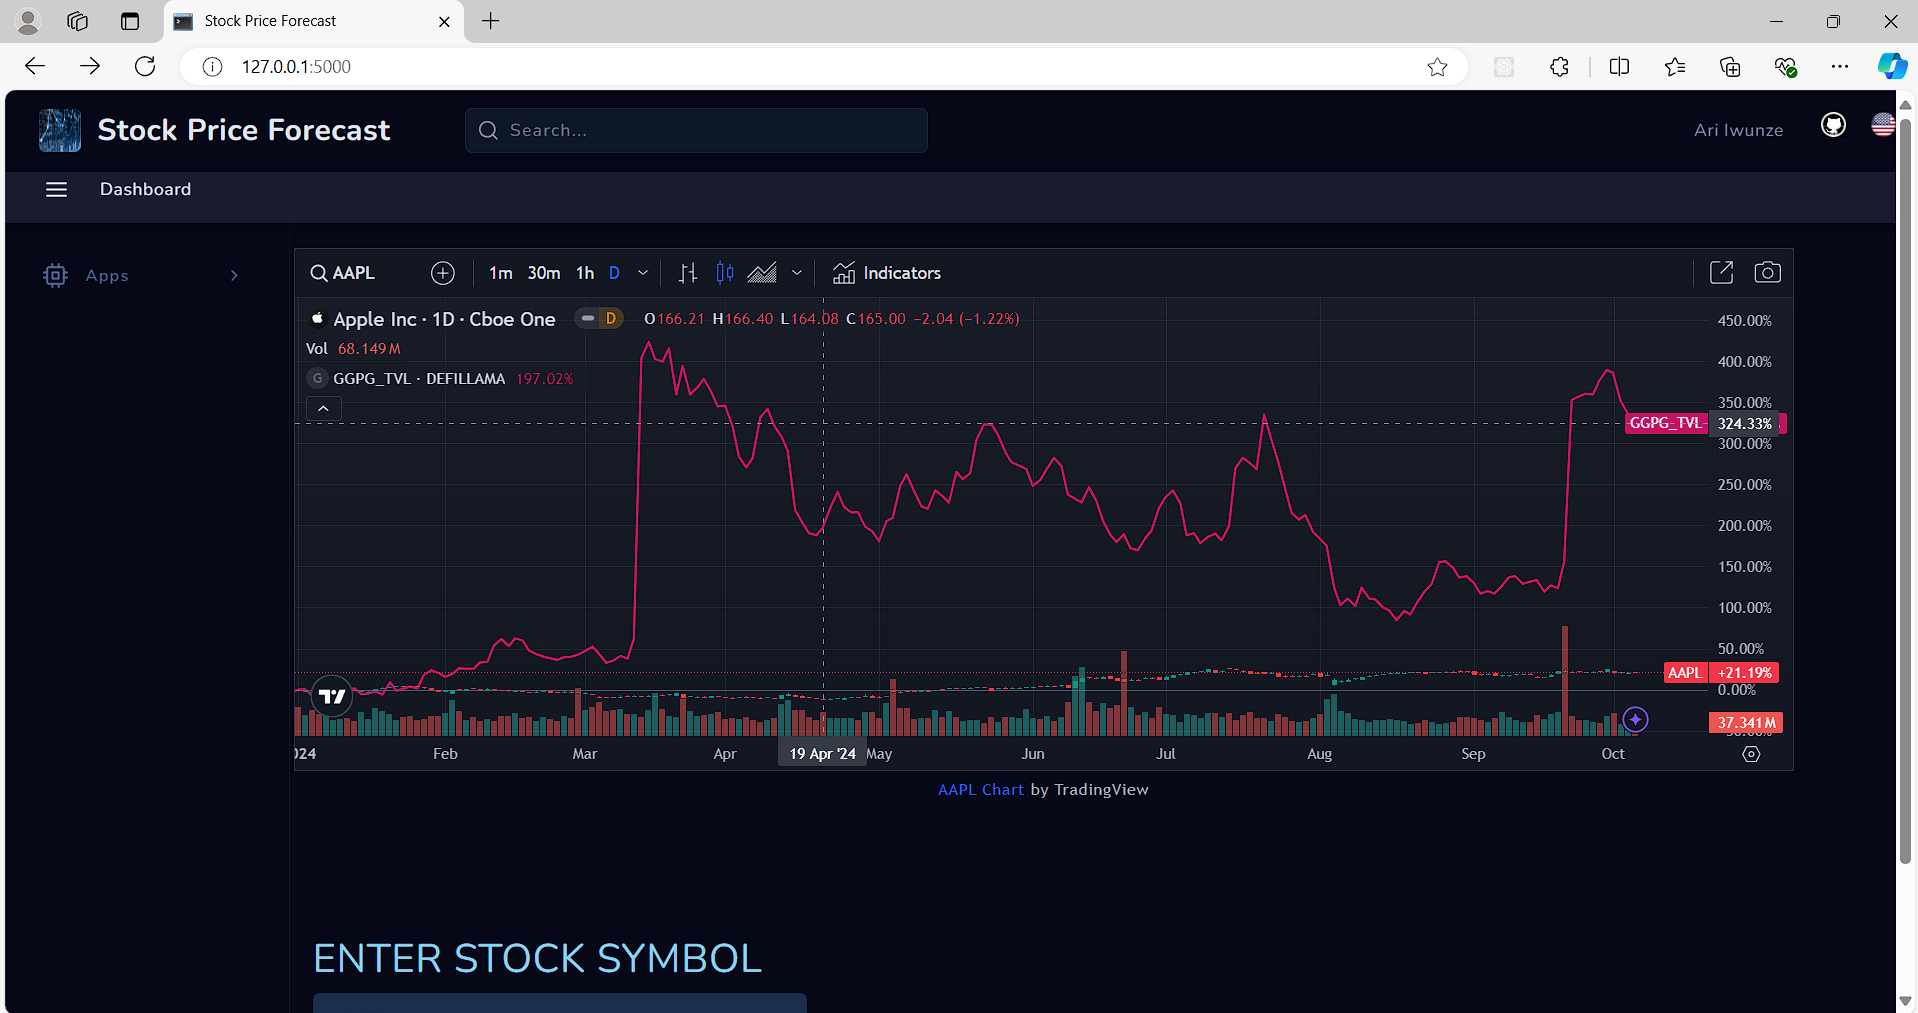 Stock Price Forecast
127.0.0.1:5000
Stock Price Forecast
Search...
Ari Iwunze
Dashboard
Apps
AAPL 1m 30m 1h D Indicators
Apple Inc · 1D · Cboe One D O166.21 H166.40 L164.08 C165.00 −2.04 (−1.22%)
Vol 68.149M
G GGPG_TVL · DEFILLAMA 197.02%
450.00%
400.00%
350.00%
GGPG_TVL 324.33%
300.00%
250.00%
200.00%
150.00%
100.00%
50.00%
AAPL +21.19%
0.00%
37.341M
024 Feb Mar Apr 19 Apr '24 May Jun Jul Aug Sep Oct
AAPL Chart by TradingView
ENTER STOCK SYMBOL